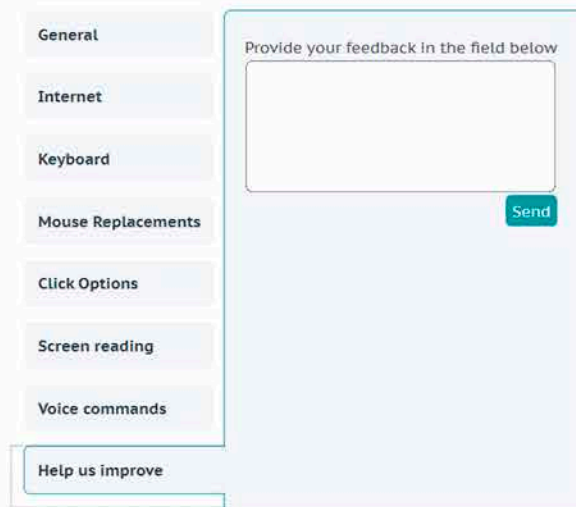 General
Internet
Keyboard
Mouse Replacements
Click Options
Screen reading
Voice commands
Help us improve
Provide your feedback in the field below
Send